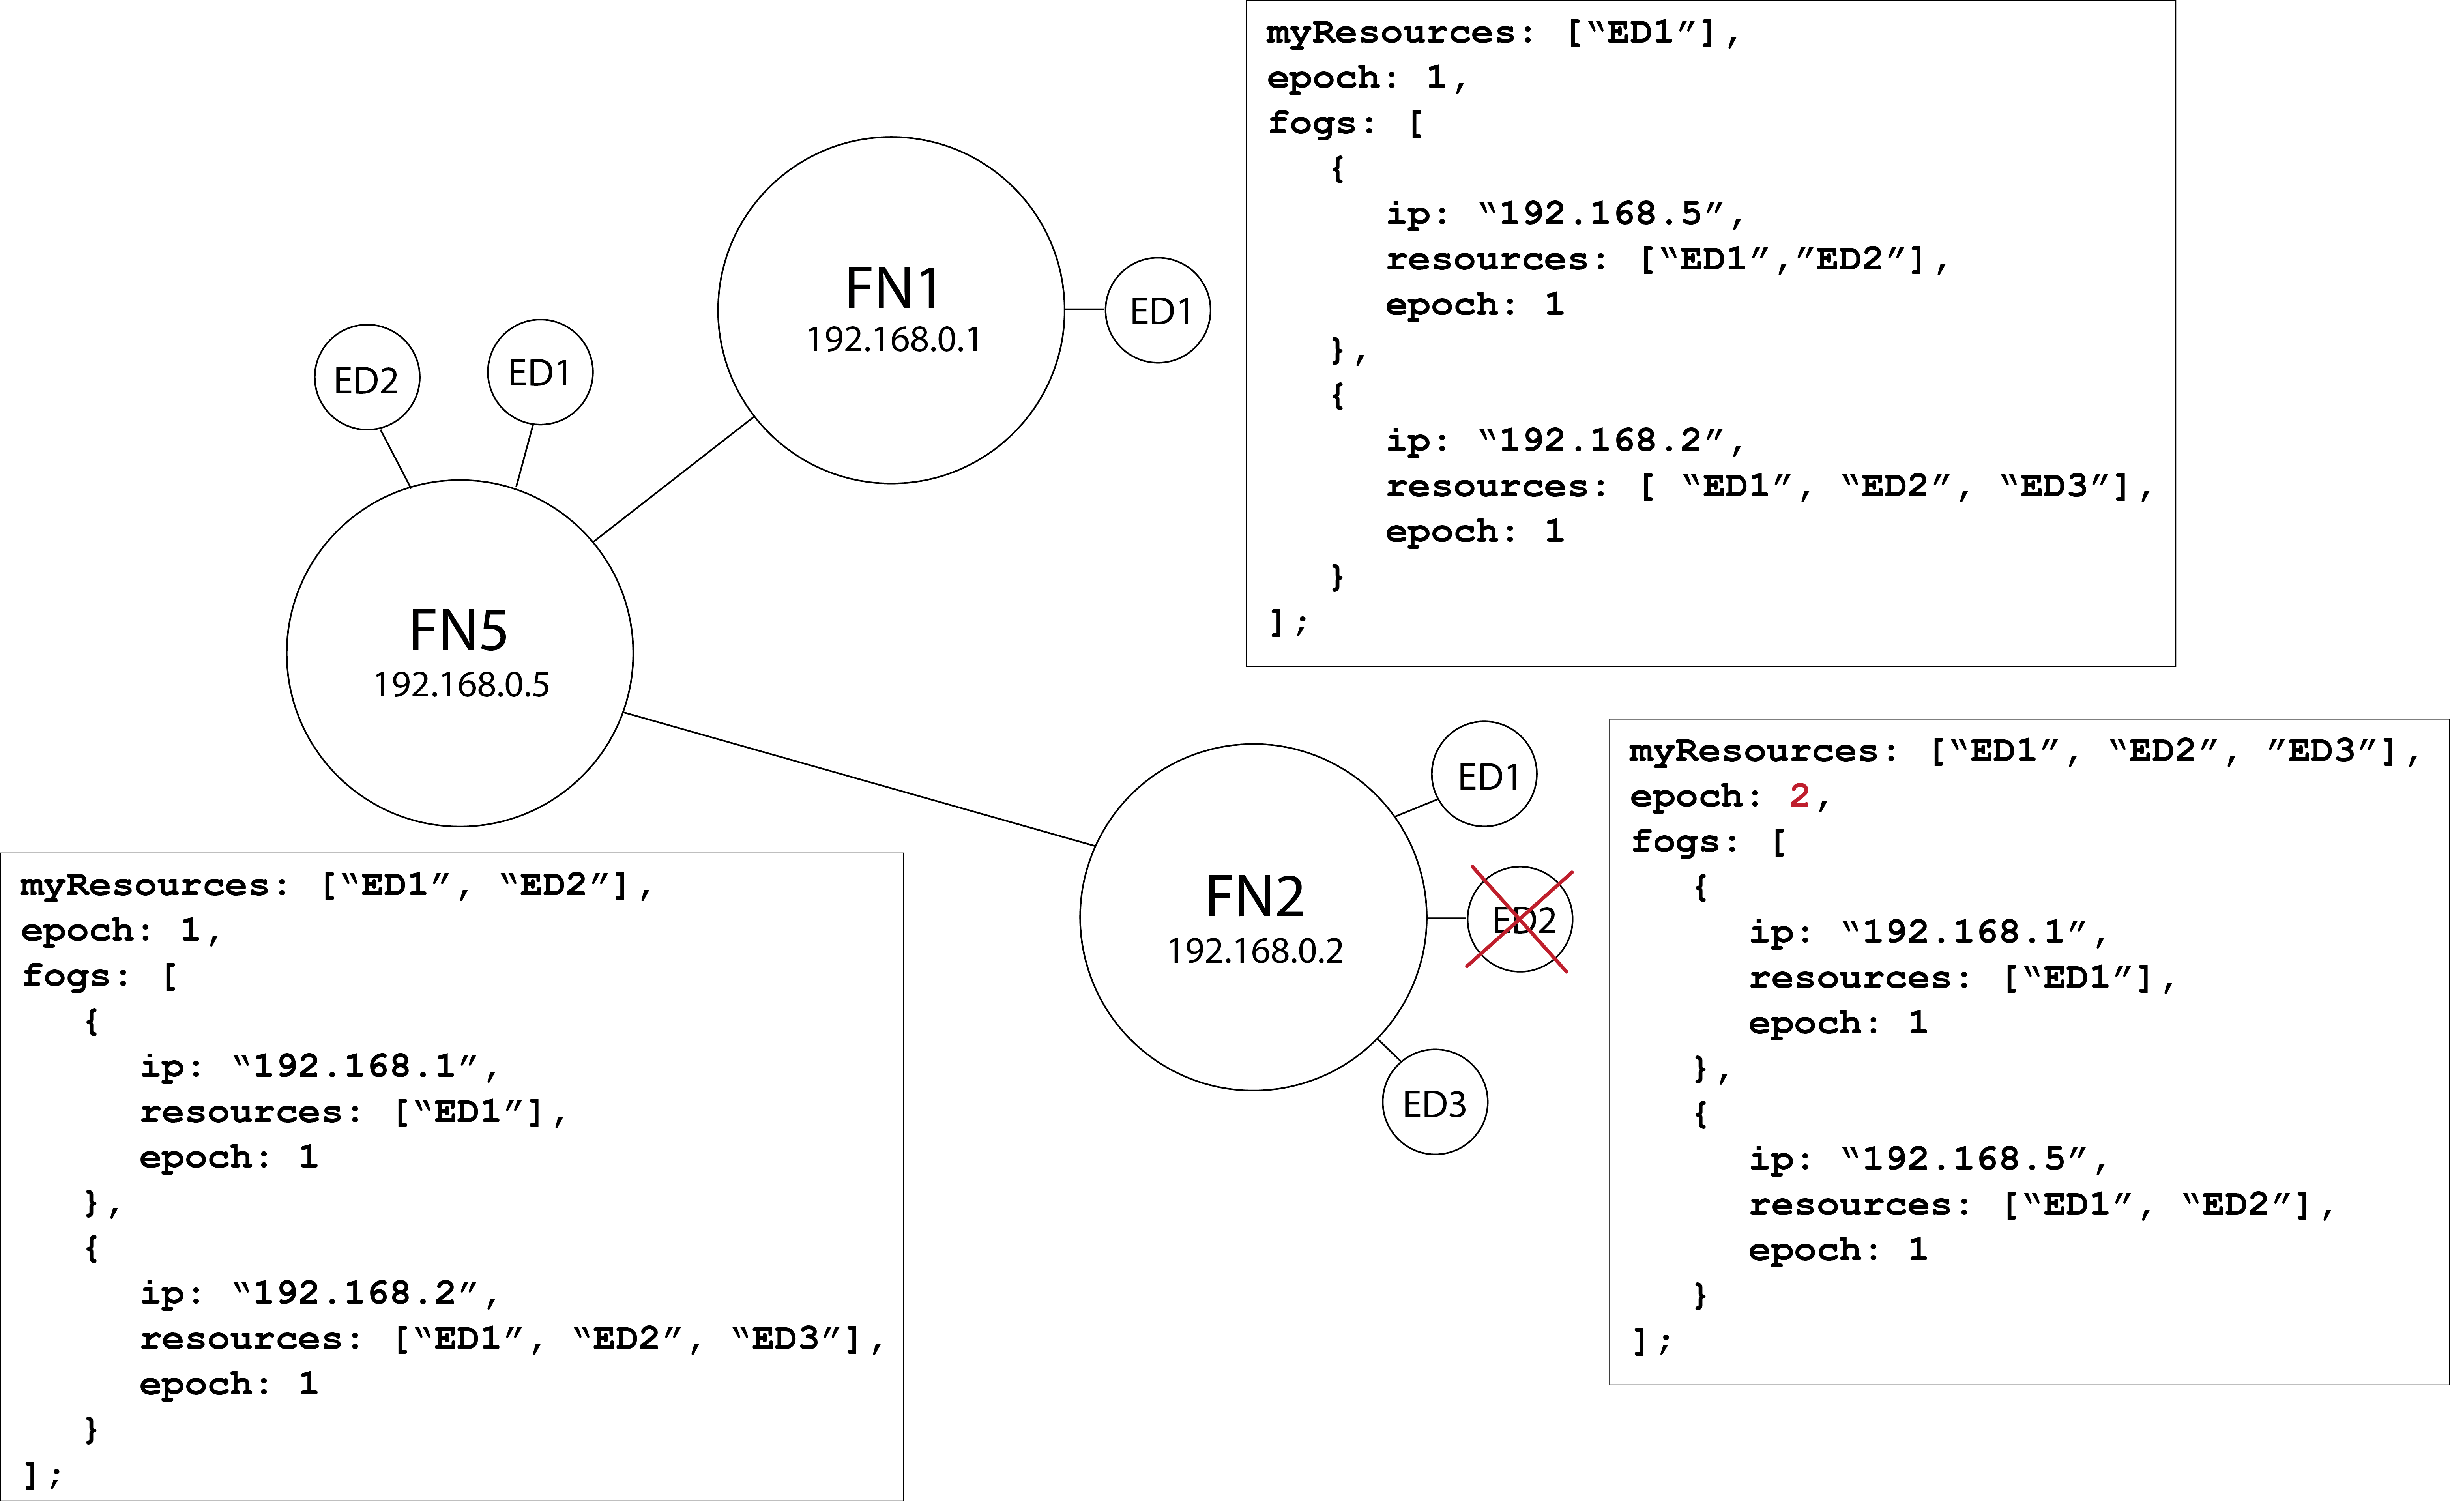 myResources: [“ED1”],
epoch: 1,
fogs: [
{
ip: “192.168.5”,
resources: [“ED1”,”ED2”],
epoch: 1
},
{
ip: “192.168.2”,
resources: [ “ED1”, “ED2”, “ED3”],
epoch: 1
}
];
FN1
192.168.0.1
ED1
ED2
ED1
FN5
192.168.0.5
FN2
192.168.0.2
ED1
ED2
ED3
myResources: [“ED1”, “ED2”, ”ED3”],
epoch: 2,
fogs: [
{
ip: “192.168.1”,
resources: [“ED1”],
epoch: 1
},
{
ip: “192.168.5”,
resources: [“ED1”, “ED2”],
epoch: 1
}
];
myResources: [“ED1”, “ED2”],
epoch: 1,
fogs: [
{
ip: “192.168.1”,
resources: [“ED1”],
epoch: 1
},
{
ip: “192.168.2”,
resources: [“ED1”, “ED2”, “ED3”],
epoch: 1
}
];